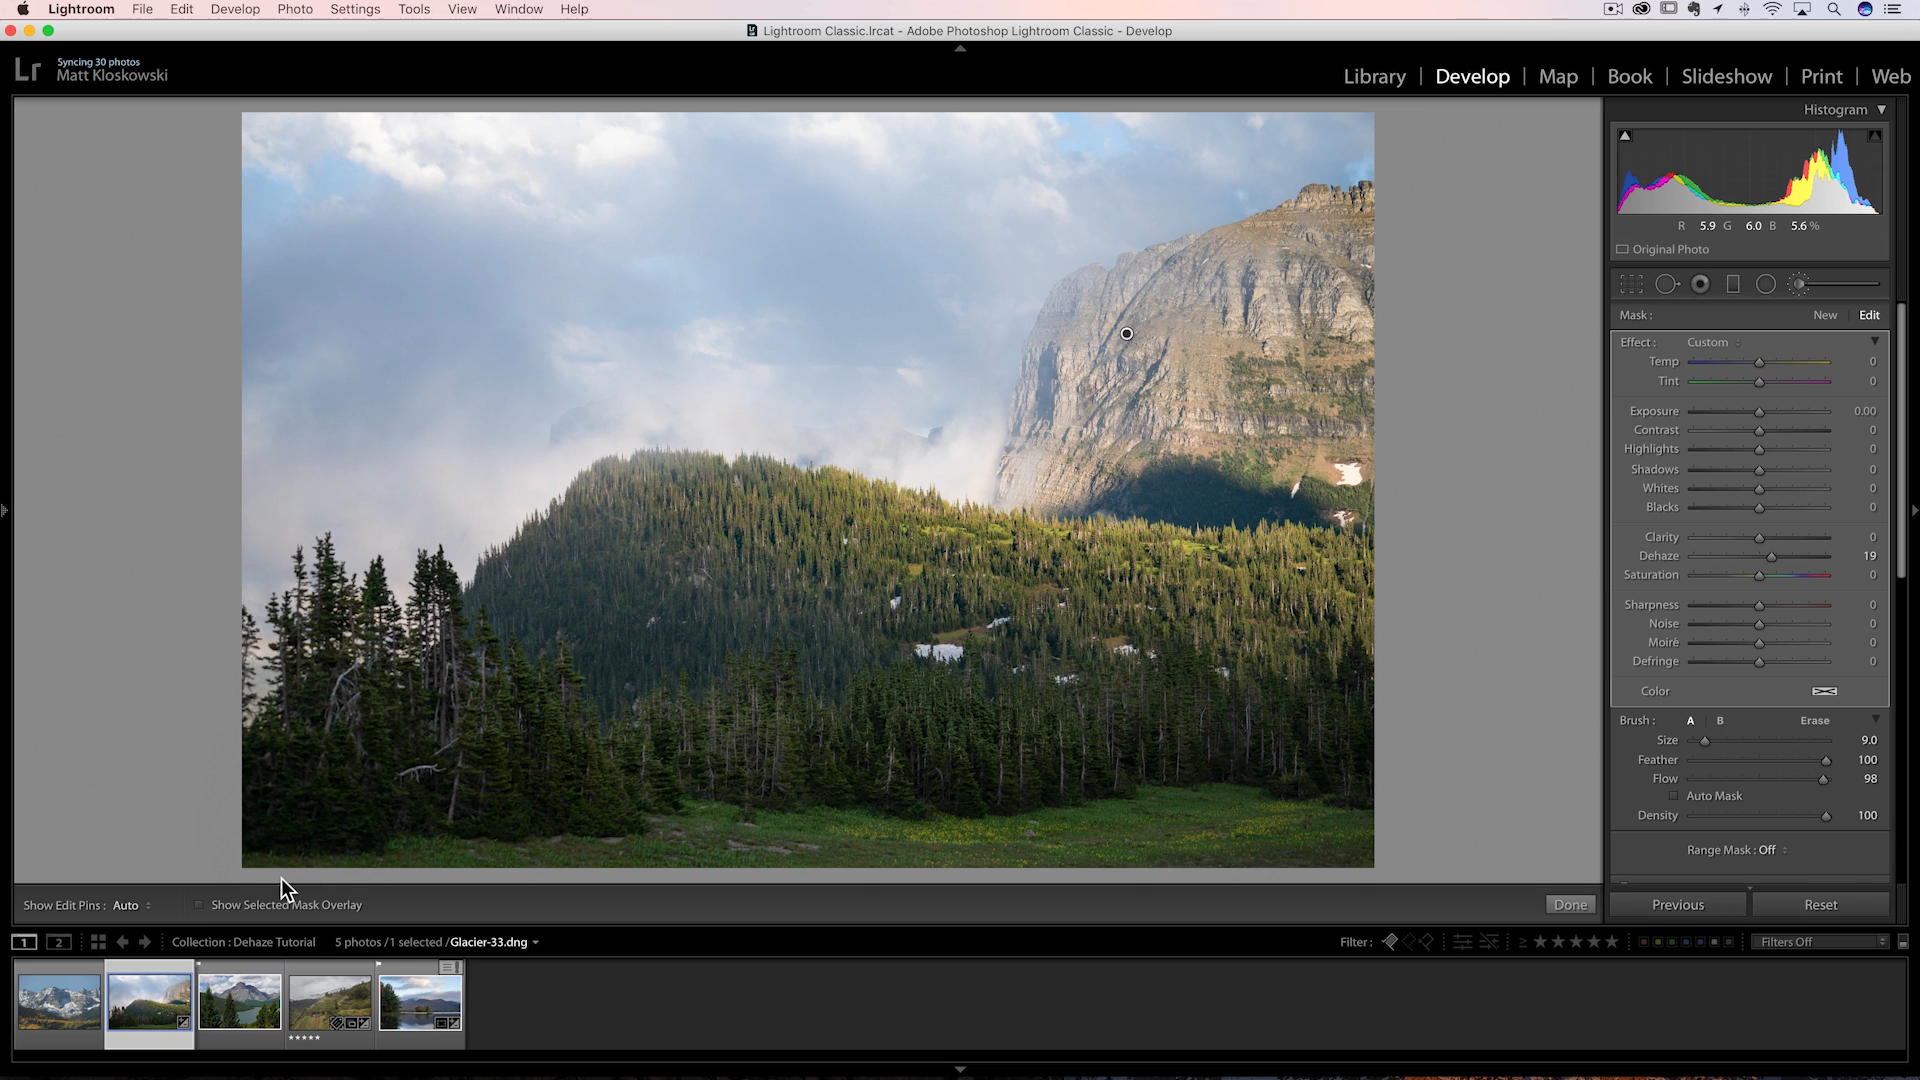 Lightroom File Edit Develop Photo Settings Tools View Window Help
Lightroom Classic.lrcat - Adobe Photoshop Lightroom Classic - Develop
Lr
Syncing 30 photos
Matt Kloskowski
Library | Develop | Map | Book | Slideshow | Print | Web
Histogram
R 5.9 G 6.0 B 5.6 %
Original Photo
Mask : New Edit
Effect : Custom
Temp 0
Tint 0
Exposure 0.00
Contrast 0
Highlights 0
Shadows 0
Whites 0
Blacks 0
Clarity 0
Dehaze 19
Saturation 0
Sharpness 0
Noise 0
Moiré 0
Defringe 0
Color
Brush : A B Erase
Size 9.0
Feather 100
Flow 98
Auto Mask
Density 100
Range Mask : Off
Show Edit Pins : Auto Show Selected Mask Overlay Done
Previous Reset
1 2 Collection : Dehaze Tutorial 5 photos / 1 selected / Glacier-33.dng Filter : Filters Off